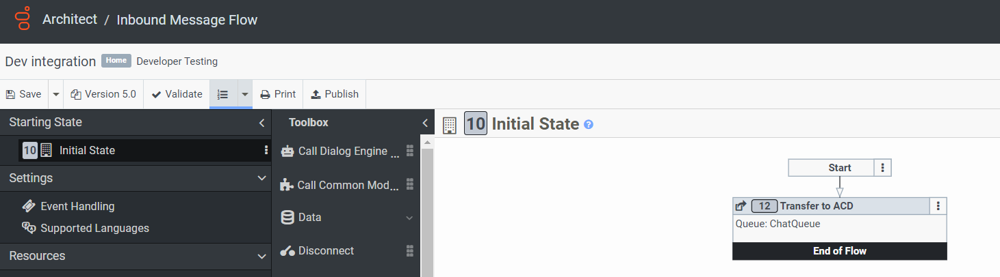 Architect / Inbound Message Flow
Dev integration Home Developer Testing
Save Version 5.0 Validate Print Publish
Starting State
10 Initial State
Settings
Event Handling
Supported Languages
Resources
Toolbox
Call Dialog Engine ...
Call Common Mod...
Data
Disconnect
10 Initial State
Start
12 Transfer to ACD
Queue: ChatQueue
End of Flow